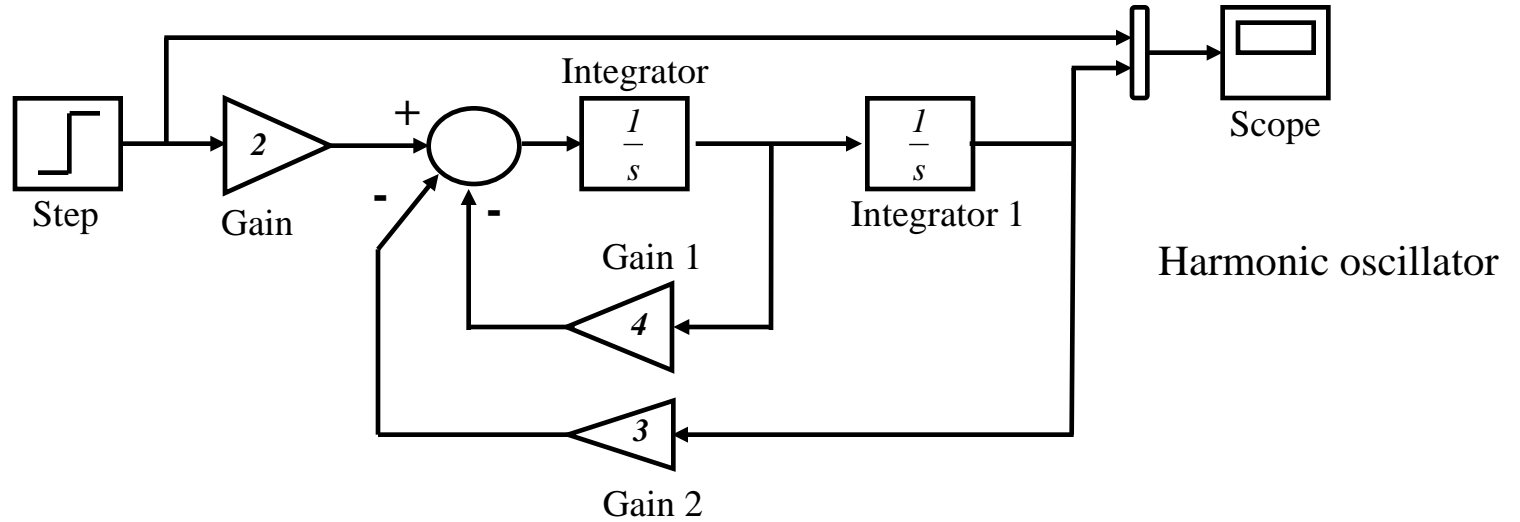 Step
2
Gain
+
-
-
Integrator
1
s
1
s
Integrator 1
Scope
Gain 1
4
3
Gain 2
Harmonic oscillator